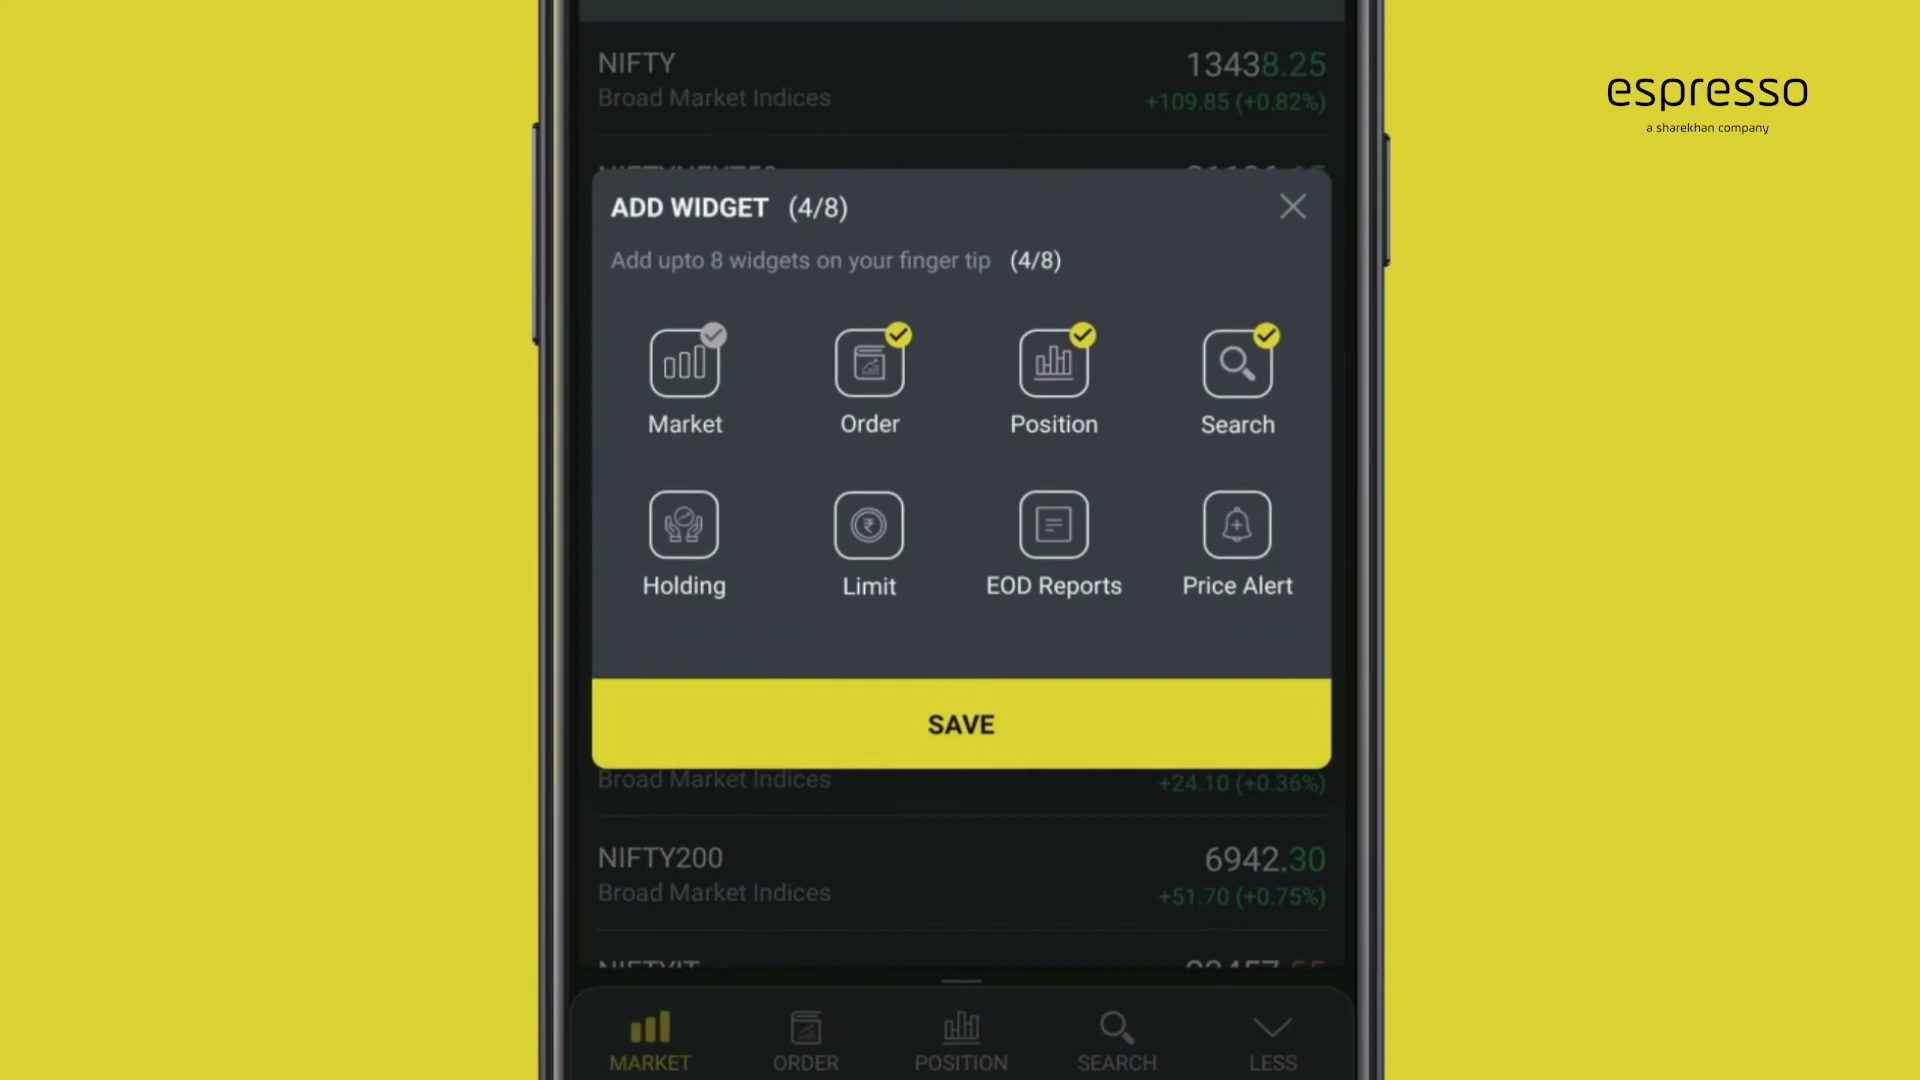 NIFTY 13438.25
Broad Market Indices +109.85 (+0.82%)
espresso
a sharekhan company
ADD WIDGET (4/8)
Add upto 8 widgets on your finger tip (4/8)
Market Order Position Search
Holding Limit EOD Reports Price Alert
SAVE
Broad Market Indices +24.10 (+0.36%)
NIFTY200 6942.30
Broad Market Indices +51.70 (+0.75%)
MARKET ORDER POSITION SEARCH LESS